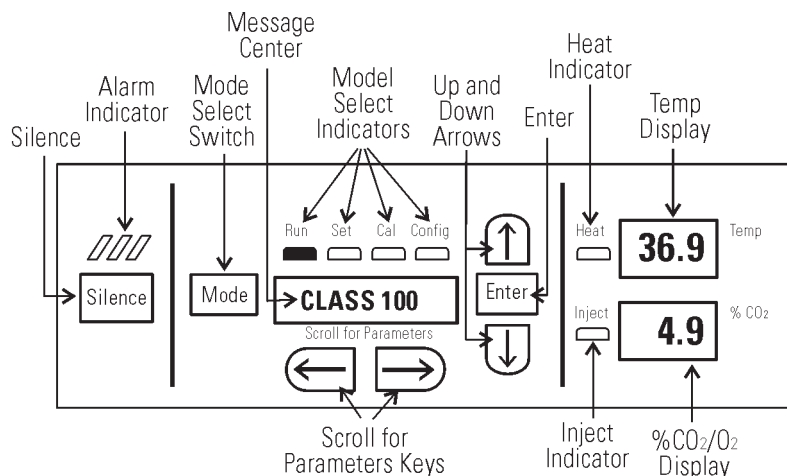 Message
Center
Alarm
Indicator
Silence
Mode
Select
Switch
Model
Select
Indicators
Up and
Down
Arrows
Enter
Heat
Indicator
Temp
Display
Run
Set
Cal
Config
Heat
36.9
Temp
Silence
Mode
CLASS 100
Enter
Scroll for Parameters
Inject
4.9
% CO₂
Scroll for
Parameters Keys
Inject
Indicator
%CO₂/O₂
Display